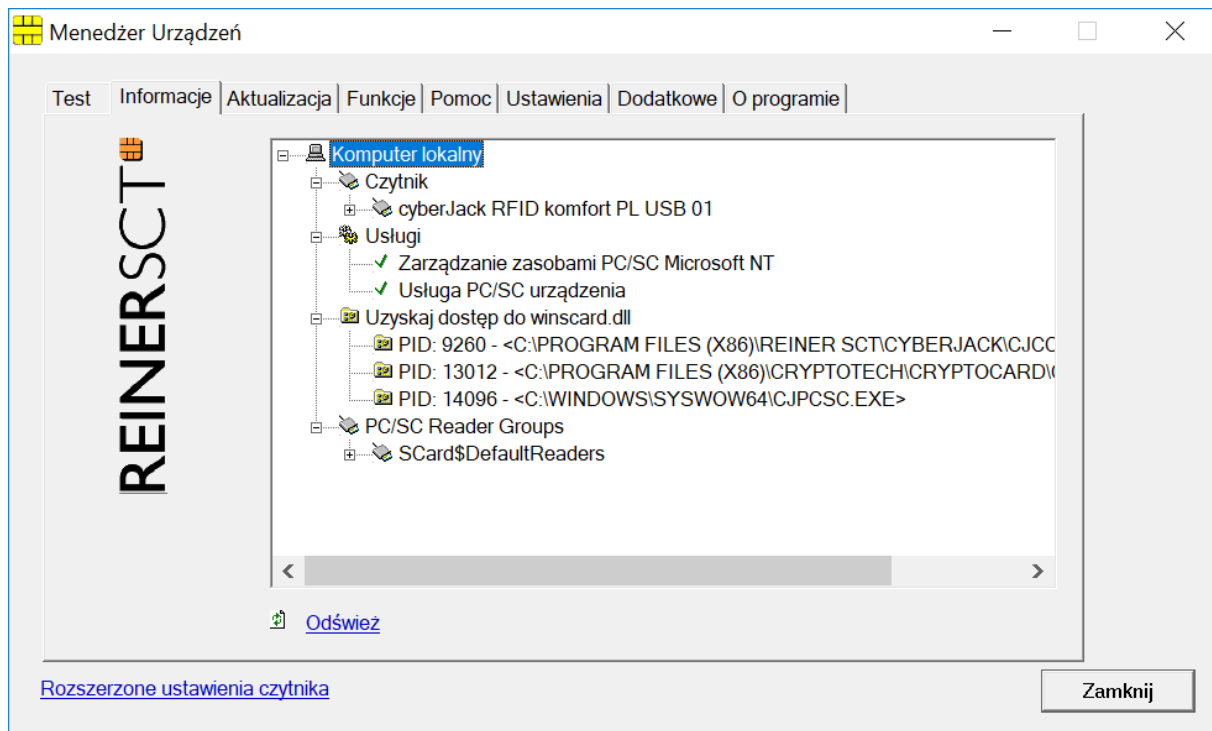 Menedżer Urządzeń
Test Informacje Aktualizacja Funkcje Pomoc Ustawienia Dodatkowe O programie
REINERSCT
Komputer lokalny
Czytnik
cyberJack RFID komfort PL USB 01
Usługi
Zarządzanie zasobami PC/SC Microsoft NT
Usługa PC/SC urządzenia
Uzyskaj dostęp do winscard.dll
PID: 9260 - <C:\PROGRAM FILES (X86)\REINER SCT\CYBERJACK\CJCC
PID: 13012 - <C:\PROGRAM FILES (X86)\CRYPTOTECH\CRYPTOCARD\
PID: 14096 - <C:\WINDOWS\SYSWOW64\CJPCSC.EXE>
PC/SC Reader Groups
SCard$DefaultReaders
Odśwież
Rozszerzone ustawienia czytnika
Zamknij